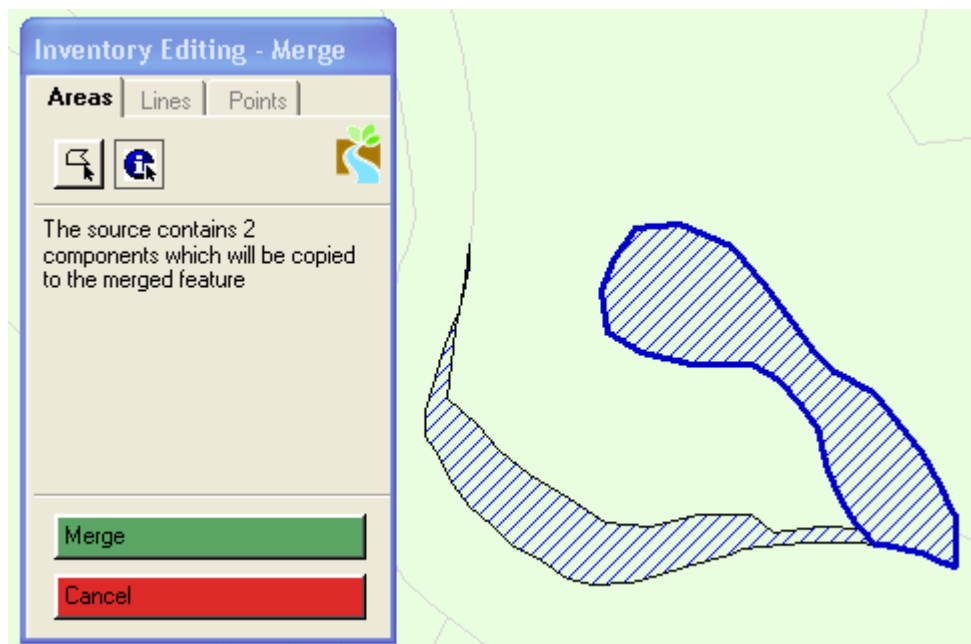 Inventory Editing - Merge
Areas Lines Points
The source contains 2
components which will be copied
to the merged feature
Merge
Cancel